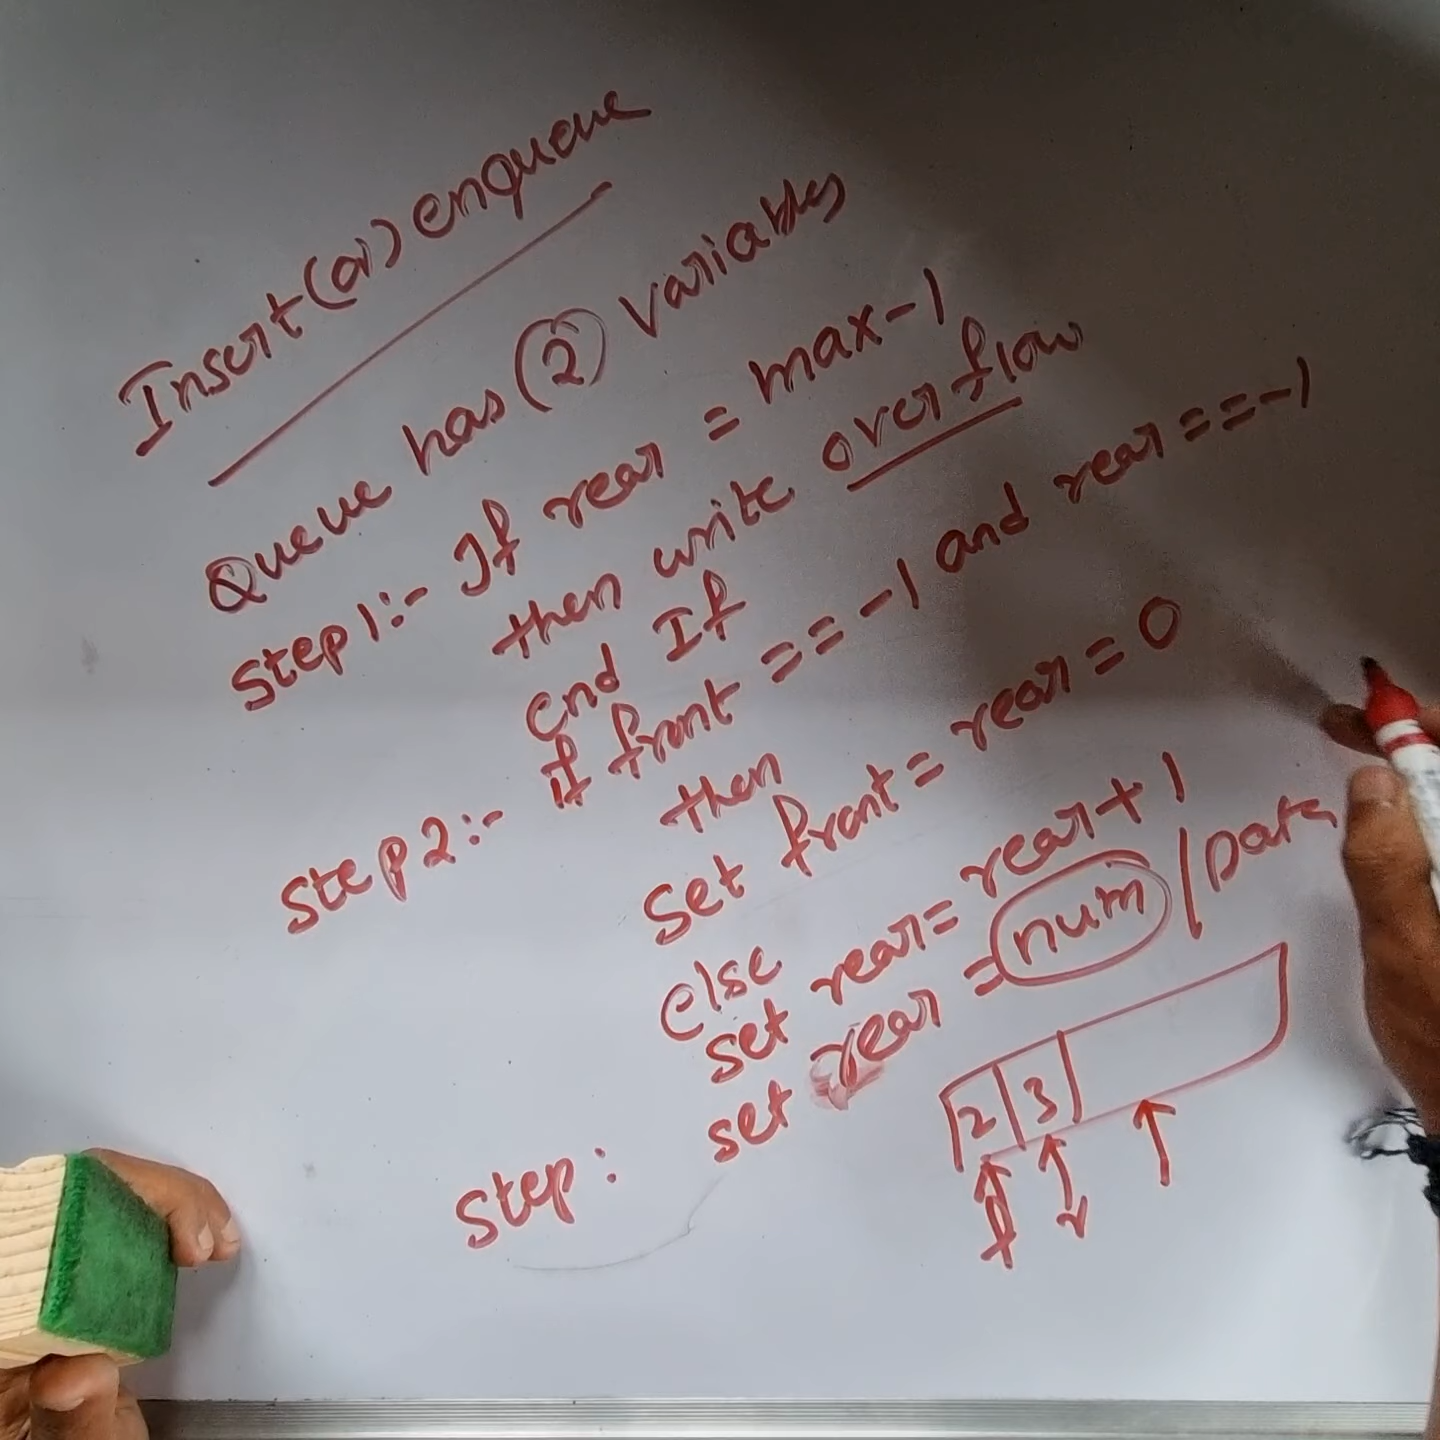 Insert (or) enqueue
Queue has (2) variables
Step 1:- If rear = max-1
then write overflow
end If
Step 2:- if front == -1 and rear == -1
then
Set front = rear = 0
else
set rear = rear + 1
set rear = num / Data
Step:
2 3
f r